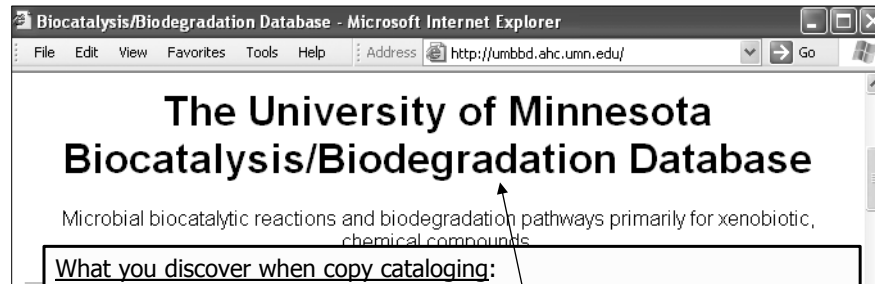 Biocatalysis/Biodegradation Database - Microsoft Internet Explorer
File Edit View Favorites Tools Help Address http://umbbd.ahc.umn.edu/ Go
The University of Minnesota
Biocatalysis/Biodegradation Database
Microbial biocatalytic reactions and biodegradation pathways primarily for xenobiotic,
chemical compounds
What you discover when copy cataloging: